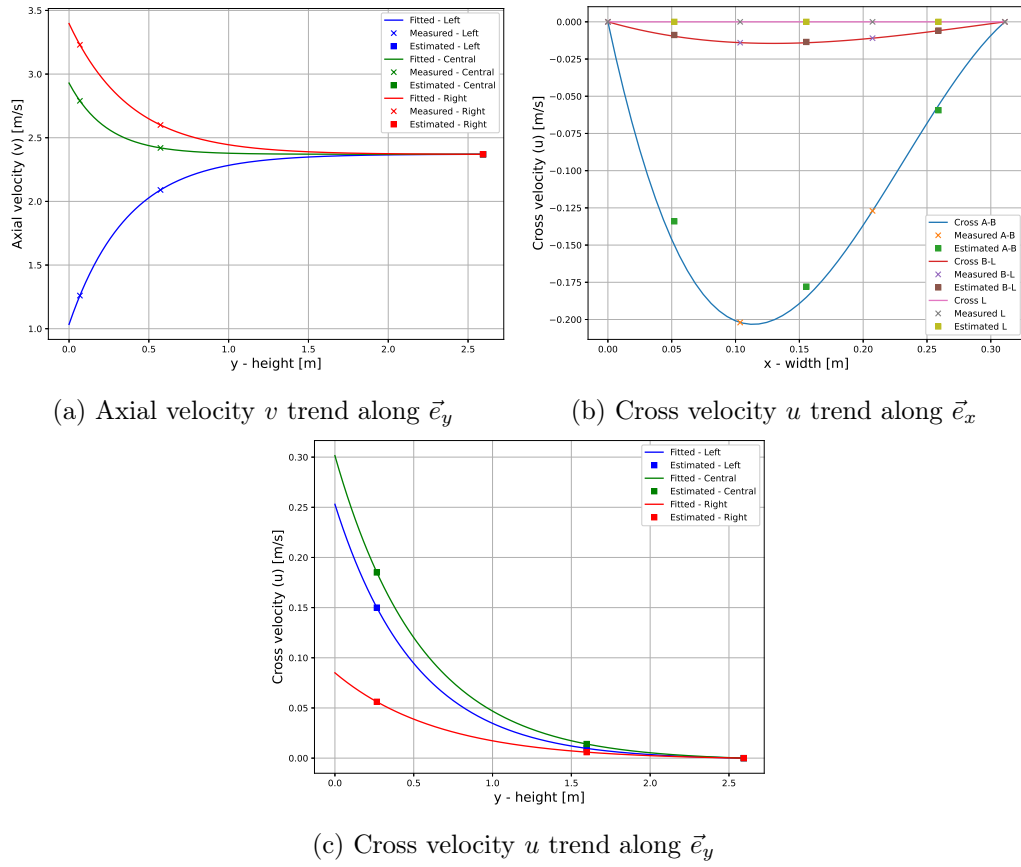 3.5
3.0
2.5
2.0
1.5
1.0
Axial velocity (v) [m/s]
0.0 0.5 1.0 1.5 2.0 2.5
y - height [m]
Fitted - Left
Measured - Left
Estimated - Left
Fitted - Central
Measured - Central
Estimated - Central
Fitted - Right
Measured - Right
Estimated - Right
(a) Axial velocity v trend along e⃗_y
0.000
−0.025
−0.050
−0.075
−0.100
−0.125
−0.150
−0.175
−0.200
Cross velocity (u) [m/s]
0.00 0.05 0.10 0.15 0.20 0.25 0.30
x - width [m]
Cross A-B
Measured A-B
Estimated A-B
Cross B-L
Measured B-L
Estimated B-L
Cross L
Measured L
Estimated L
(b) Cross velocity u trend along e⃗_x
0.30
0.25
0.20
0.15
0.10
0.05
0.00
Cross velocity (u) [m/s]
0.0 0.5 1.0 1.5 2.0 2.5
y - height [m]
Fitted - Left
Estimated - Left
Fitted - Central
Estimated - Central
Fitted - Right
Estimated - Right
(c) Cross velocity u trend along e⃗_y